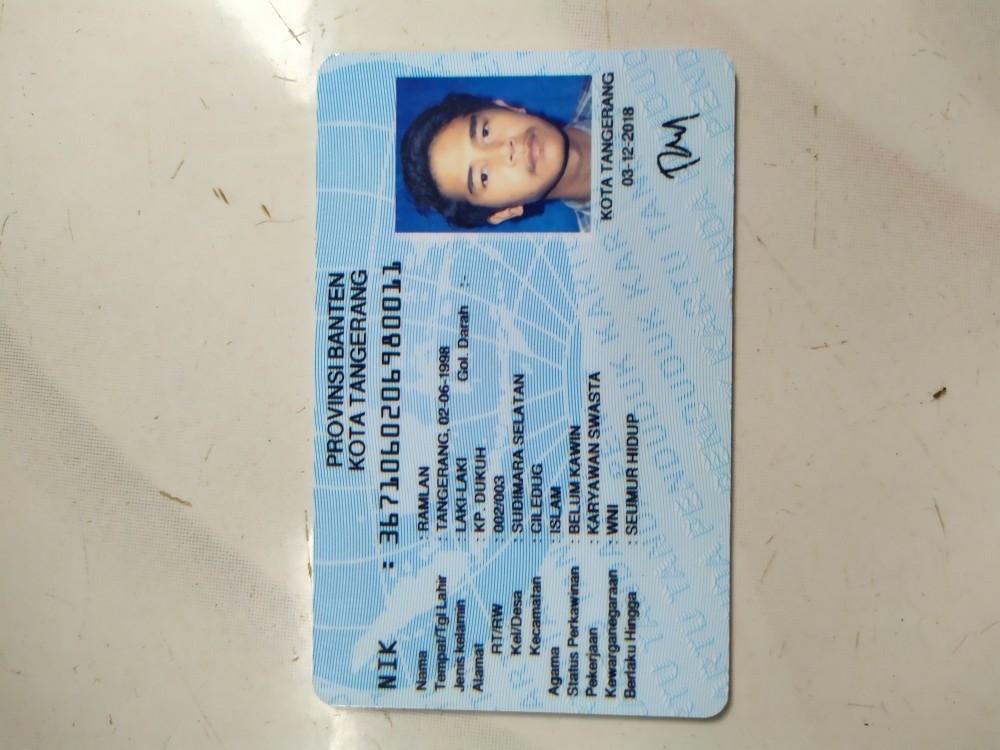 PROVINSI BANTEN
KOTA TANGERANG
NIK : 3671060206980011
Nama : RAMLAN
Tempat/Tgl Lahir : TANGERANG, 02-06-1998
Jenis kelamin : LAKI-LAKI Gol. Darah : -
Alamat : KP. DUKUH
RT/RW : 002/003
Kel/Desa : SUDIMARA SELATAN
Kecamatan : CILEDUG
Agama : ISLAM
Status Perkawinan : BELUM KAWIN
Pekerjaan : KARYAWAN SWASTA
Kewarganegaraan : WNI
Berlaku Hingga : SEUMUR HIDUP
KOTA TANGERANG
03-12-2018